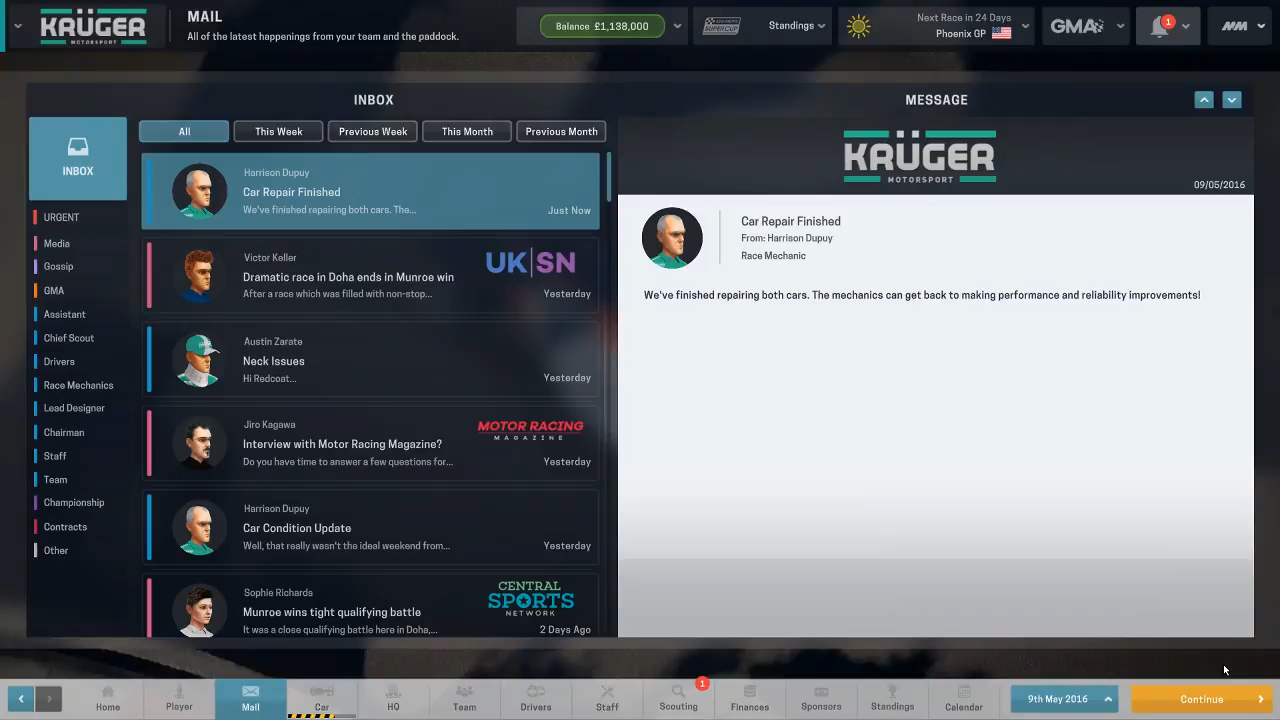 KRÜGER
MOTORSPORT
MAIL
All of the latest happenings from your team and the paddock.
Balance £1,138,000
Standings
Next Race in 24 Days
Phoenix GP
GMA
1
INBOX
MESSAGE
INBOX
All
This Week
Previous Week
This Month
Previous Month
URGENT
Media
Gossip
GMA
Assistant
Chief Scout
Drivers
Race Mechanics
Lead Designer
Chairman
Staff
Team
Championship
Contracts
Other
Harrison Dupuy
Car Repair Finished
We've finished repairing both cars. The...
Just Now
Victor Keller
Dramatic race in Doha ends in Munroe win
After a race which was filled with non-stop...
UK|SN
Yesterday
Austin Zarate
Neck Issues
Hi Redcoat...
Yesterday
Jiro Kagawa
Interview with Motor Racing Magazine?
Do you have time to answer a few questions for...
MOTOR RACING
MAGAZINE
Yesterday
Harrison Dupuy
Car Condition Update
Well, that really wasn't the ideal weekend from...
Yesterday
Sophie Richards
Munroe wins tight qualifying battle
It was a close qualifying battle here in Doha,...
CENTRAL
SPORTS
NETWORK
2 Days Ago
KRÜGER
MOTORSPORT
09/05/2016
Car Repair Finished
From: Harrison Dupuy
Race Mechanic
We've finished repairing both cars. The mechanics can get back to making performance and reliability improvements!
Home
Player
Mail
Car
HQ
Team
Drivers
Staff
1
Scouting
Finances
Sponsors
Standings
Calendar
9th May 2016
Continue